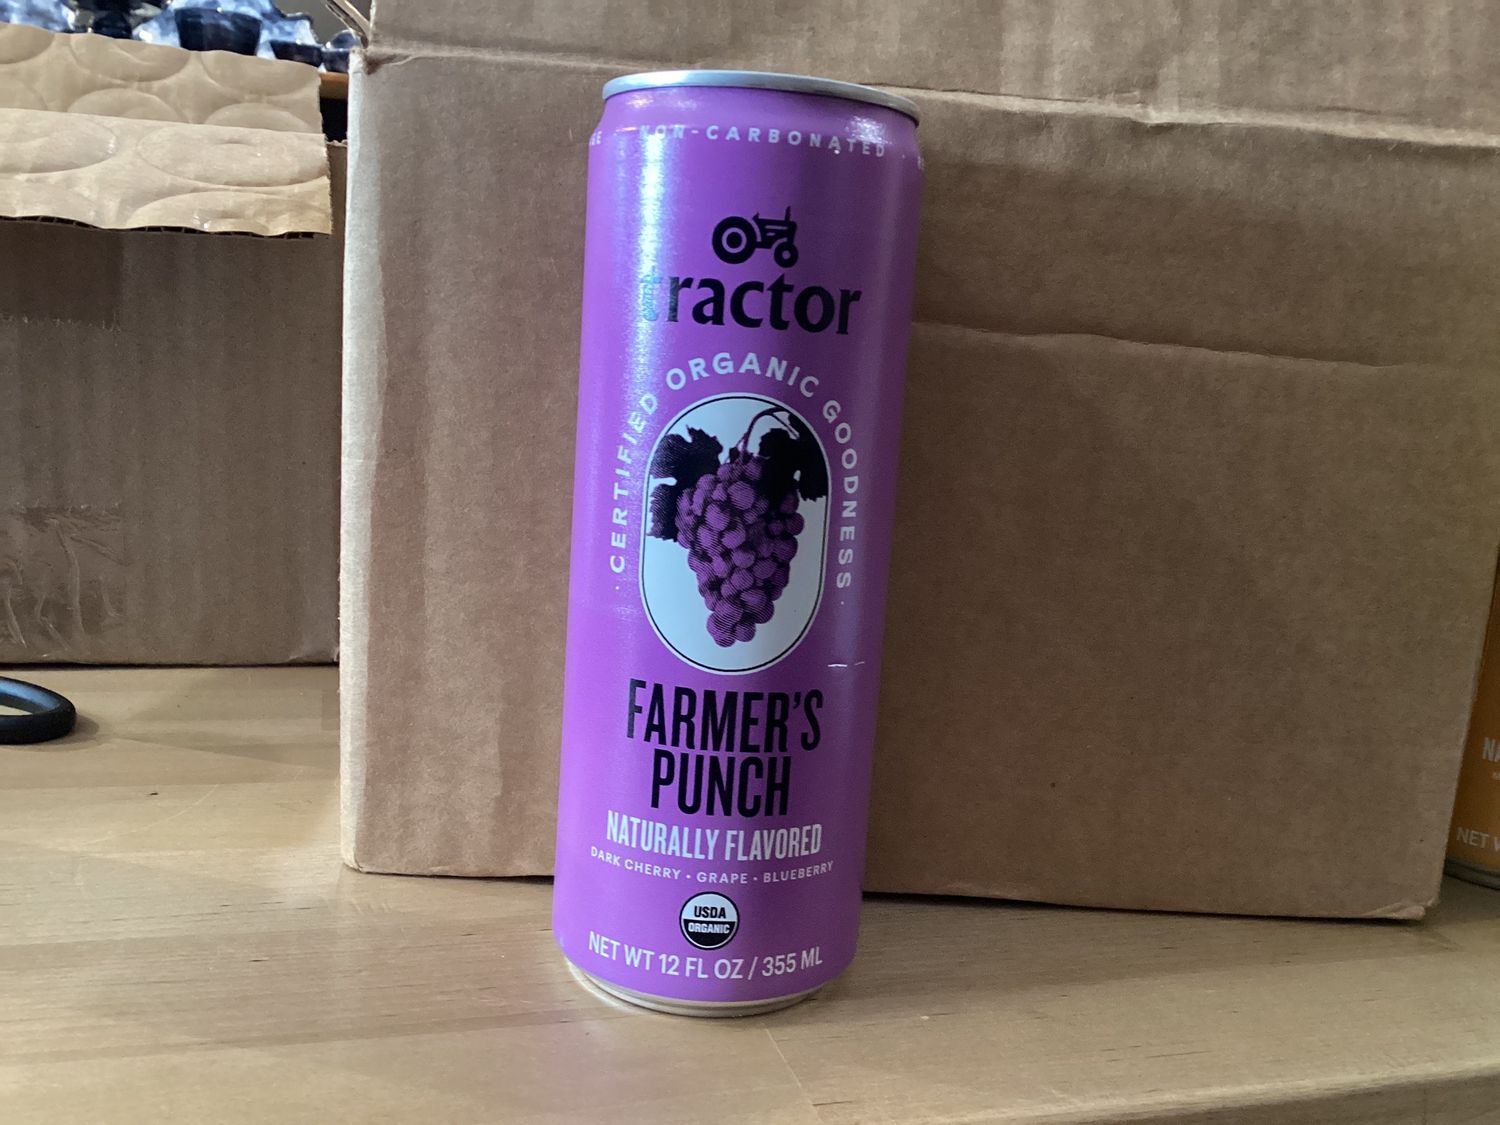 NON-CARBONATED
tractor
· CERTIFIED ORGANIC GOODNESS ·
FARMER'S
PUNCH
NATURALLY FLAVORED
DARK CHERRY • GRAPE • BLUEBERRY
USDA
ORGANIC
NET WT 12 FL OZ / 355 ML
NET